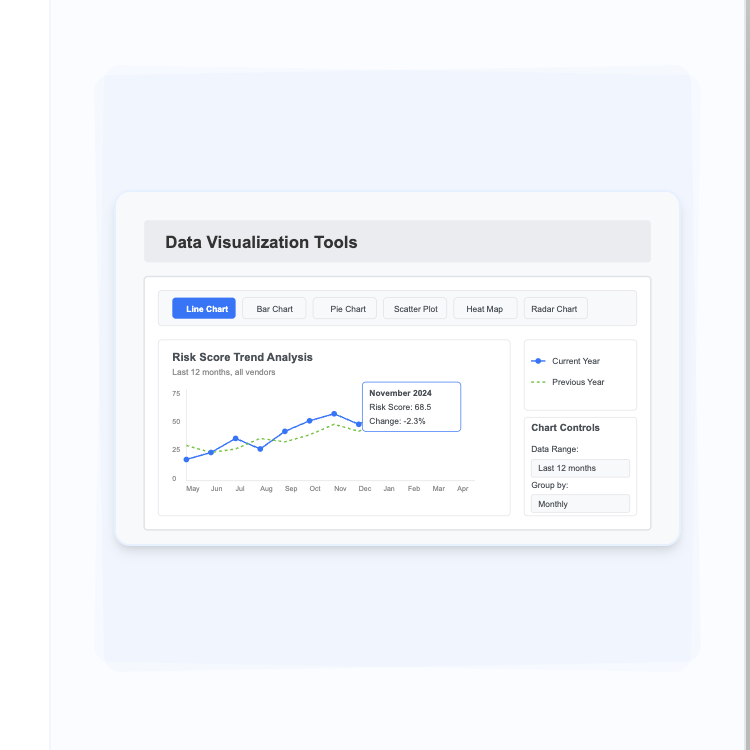 Data Visualization Tools
Line Chart
Bar Chart
Pie Chart
Scatter Plot
Heat Map
Radar Chart
Risk Score Trend Analysis
Last 12 months, all vendors
75
50
25
0
May Jun Jul Aug Sep Oct Nov Dec Jan Feb Mar Apr
November 2024
Risk Score: 68.5
Change: -2.3%
Current Year
Previous Year
Chart Controls
Data Range:
Last 12 months
Group by:
Monthly